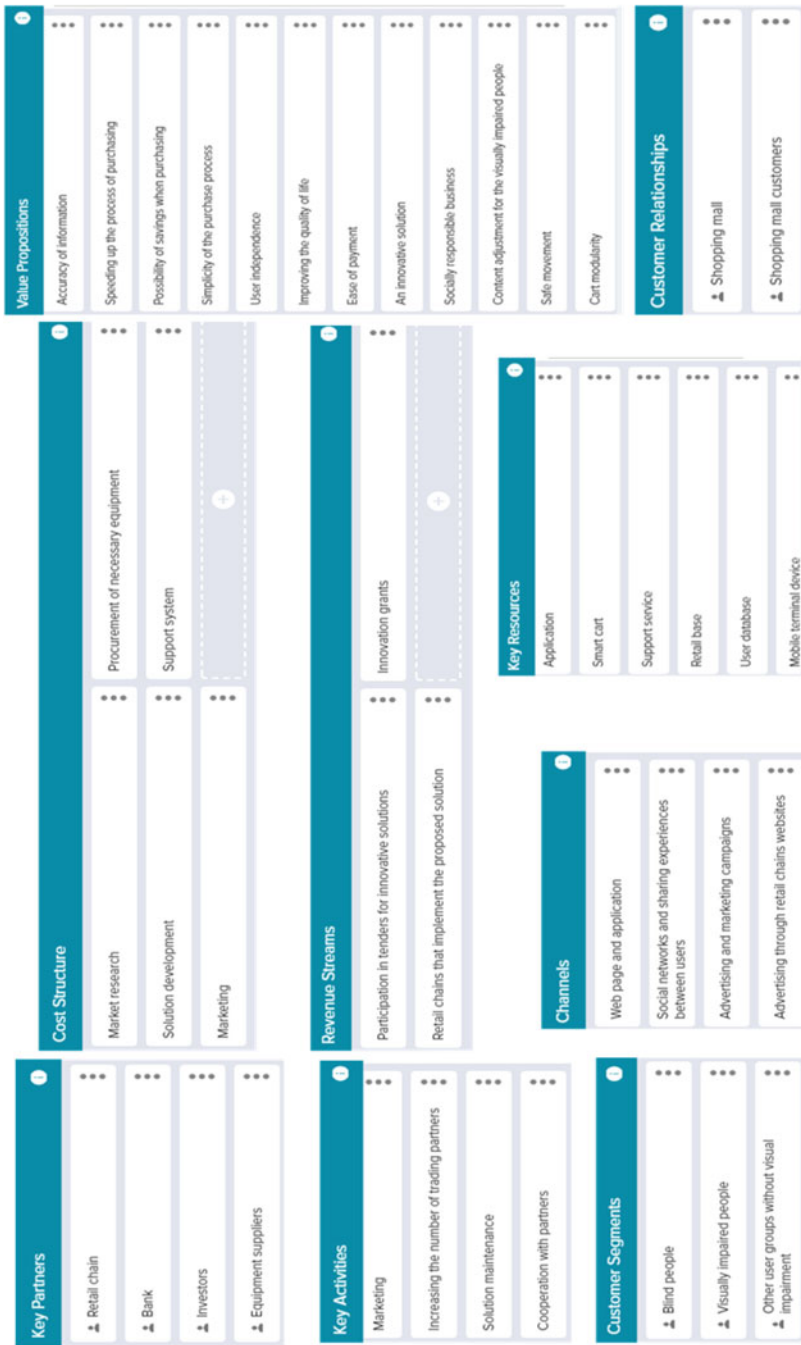 Key Partners
Retail chain
Bank
Investors
Equipment suppliers
Cost Structure
Market research
Procurement of necessary equipment
Solution development
Support system
Marketing
Value Propositions
Accuracy of information
Speeding up the process of purchasing
Possibility of savings when purchasing
Simplicity of the purchase process
User independence
Improving the quality of life
Ease of payment
An innovative solution
Socially responsible business
Content adjustment for the visually impaired people
Safe movement
Cart modularity
Key Activities
Marketing
Increasing the number of trading partners
Solution maintenance
Cooperation with partners
Revenue Streams
Participation in tenders for innovative solutions
Innovation grants
Retail chains that implement the proposed solution
Customer Segments
Blind people
Visually impaired people
Other user groups without visual
impairment
Channels
Web page and application
Social networks and sharing experiences
between users
Advertising and marketing campaigns
Advertising through retail chains websites
Key Resources
Application
Smart cart
Support service
Retail base
User database
Mobile terminal device
Customer Relationships
Shopping mall
Shopping mall customers